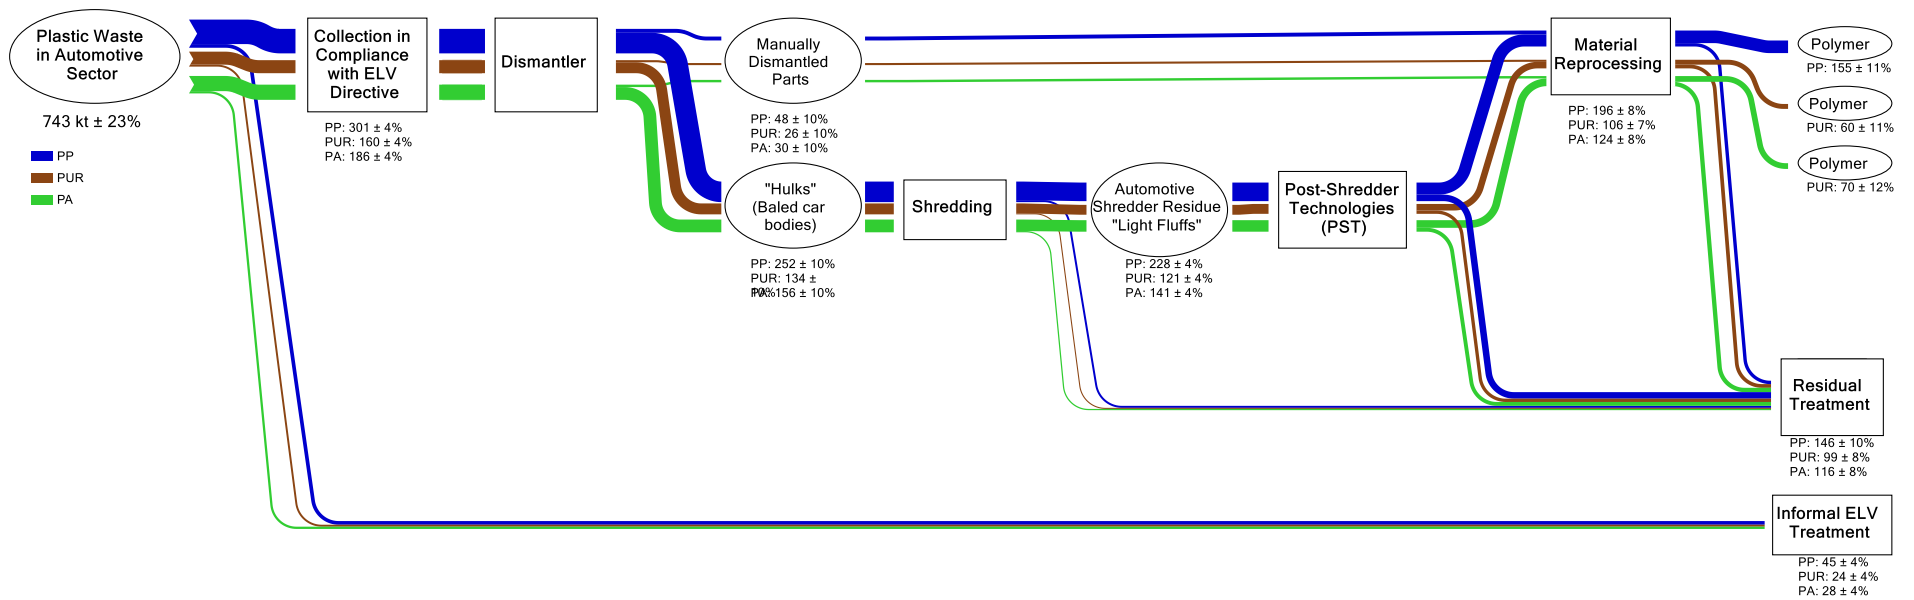 Plastic Waste
in Automotive
Sector
743 kt ± 23%
PP
PUR
PA
Collection in
Compliance
with ELV
Directive
PP: 301 ± 4%
PUR: 160 ± 4%
PA: 186 ± 4%
Dismantler
Manually
Dismantled
Parts
PP: 48 ± 10%
PUR: 26 ± 10%
PA: 30 ± 10%
"Hulks"
(Baled car
bodies)
PP: 252 ± 10%
PUR: 134 ±
10%
PA: 156 ± 10%
Shredding
Automotive
Shredder Residue
"Light Fluffs"
PP: 228 ± 4%
PUR: 121 ± 4%
PA: 141 ± 4%
Post-Shredder
Technologies
(PST)
Material
Reprocessing
PP: 196 ± 8%
PUR: 106 ± 7%
PA: 124 ± 8%
Polymer
PP: 155 ± 11%
Polymer
PUR: 60 ± 11%
Polymer
PUR: 70 ± 12%
Residual
Treatment
PP: 146 ± 10%
PUR: 99 ± 8%
PA: 116 ± 8%
Informal ELV
Treatment
PP: 45 ± 4%
PUR: 24 ± 4%
PA: 28 ± 4%